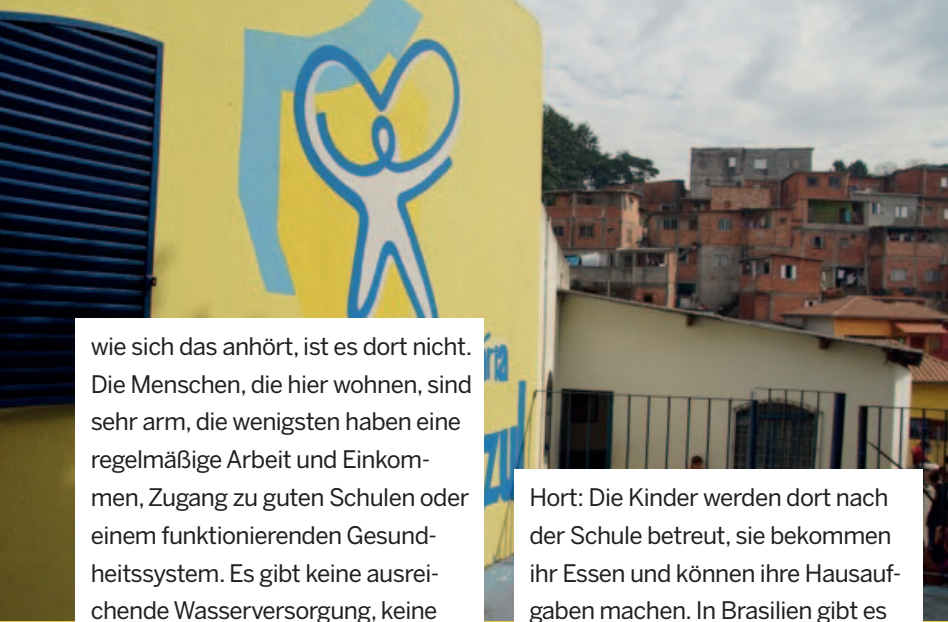 wie sich das anhört, ist es dort nicht.
Die Menschen, die hier wohnen, sind
sehr arm, die wenigsten haben eine
regelmäßige Arbeit und Einkom-
men, Zugang zu guten Schulen oder
einem funktionierenden Gesund-
heitssystem. Es gibt keine ausrei-
chende Wasserversorgung, keine
Hort: Die Kinder werden dort nach
der Schule betreut, sie bekommen
ihr Essen und können ihre Hausauf-
gaben machen. In Brasilien gibt es